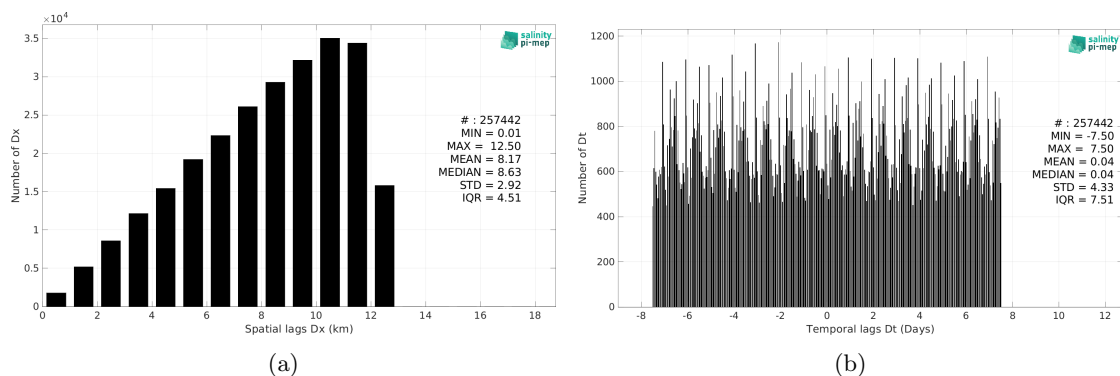 ×10⁴
3.5
3
2.5
2
1.5
1
0.5
0
0 2 4 6 8 10 12 14 16 18
Number of Dx
Spatial lags Dx (km)
salinity
pi-mep
# : 257442
MIN = 0.01
MAX = 12.50
MEAN = 8.17
MEDIAN = 8.63
STD = 2.92
IQR = 4.51
(a)
1200
1000
800
600
400
200
0
-8 -6 -4 -2 0 2 4 6 8 10 12
Number of Dt
Temporal lags Dt (Days)
salinity
pi-mep
# : 257442
MIN = -7.50
MAX = 7.50
MEAN = 0.04
MEDIAN = 0.04
STD = 4.33
IQR = 7.51
(b)